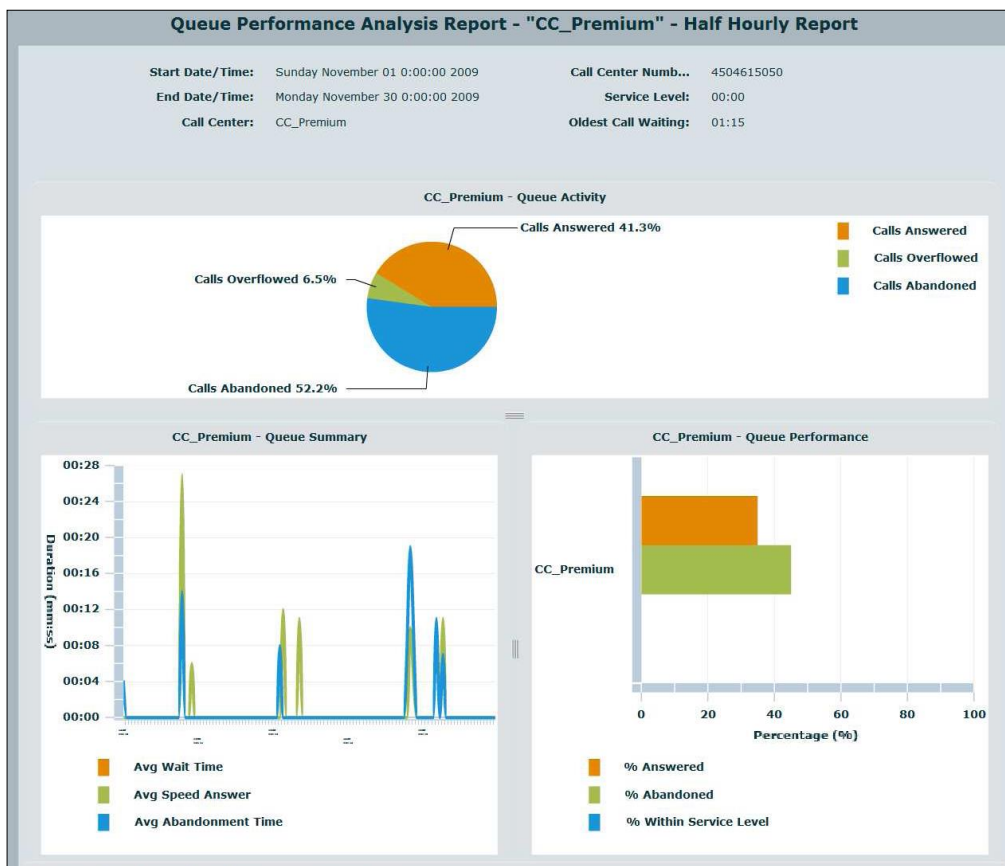 Queue Performance Analysis Report - "CC_Premium" - Half Hourly Report
Start Date/Time: Sunday November 01 0:00:00 2009
Call Center Numb... 4504615050
End Date/Time: Monday November 30 0:00:00 2009
Service Level: 00:00
Call Center: CC_Premium
Oldest Call Waiting: 01:15
CC_Premium - Queue Activity
Calls Answered 41.3%
Calls Overflowed 6.5%
Calls Abandoned 52.2%
Calls Answered
Calls Overflowed
Calls Abandoned
CC_Premium - Queue Summary
Duration (mm:ss)
00:28
00:24
00:20
00:16
00:12
00:08
00:04
00:00
Avg Wait Time
Avg Speed Answer
Avg Abandonment Time
CC_Premium - Queue Performance
CC_Premium
0 20 40 60 80 100
Percentage (%)
% Answered
% Abandoned
% Within Service Level